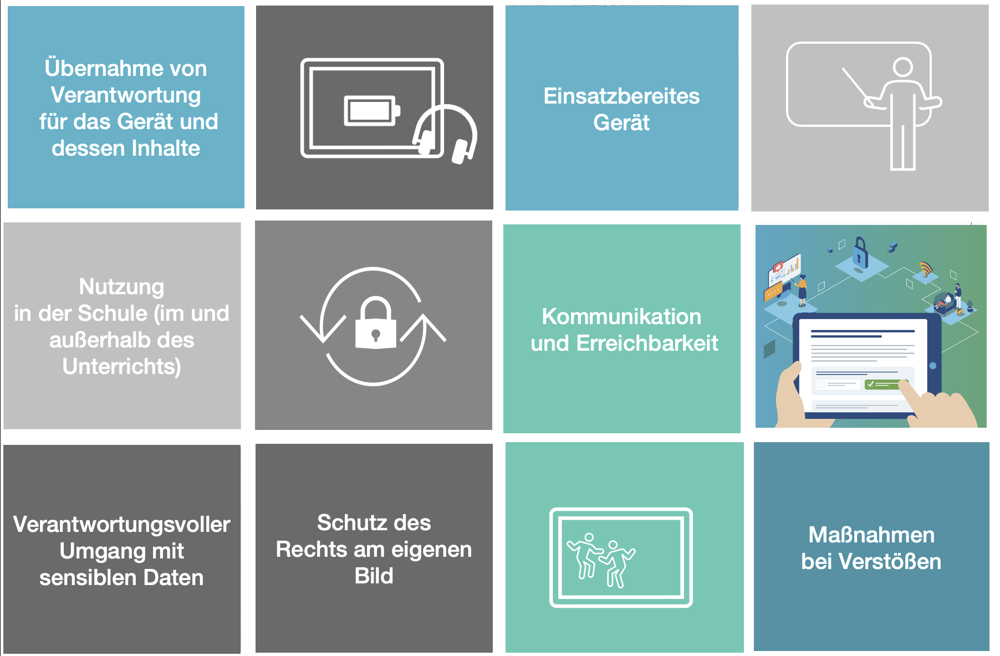 Übernahme von
Verantwortung
für das Gerät und
dessen Inhalte
Einsatzbereites
Gerät
Nutzung
in der Schule (im und
außerhalb des
Unterrichts)
Kommunikation
und Erreichbarkeit
Verantwortungsvoller
Umgang mit
sensiblen Daten
Schutz des
Rechts am eigenen
Bild
Maßnahmen
bei Verstößen